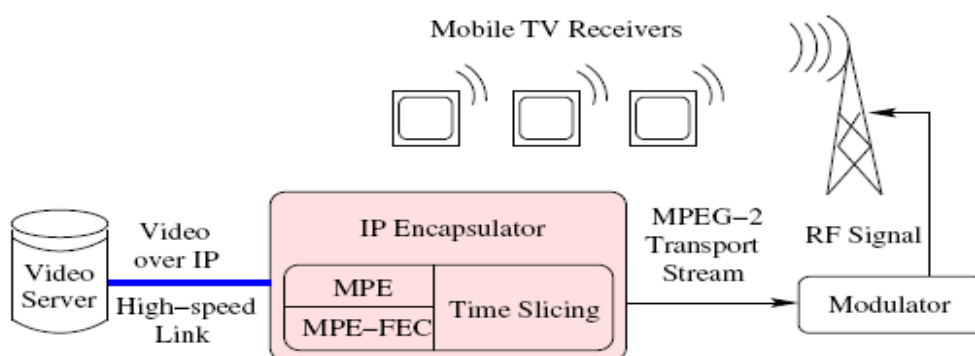 Mobile TV Receivers
Video
Server
Video
over IP
High-speed
Link
IP Encapsulator
MPE
MPE-FEC
Time Slicing
MPEG-2
Transport
Stream
RF Signal
Modulator